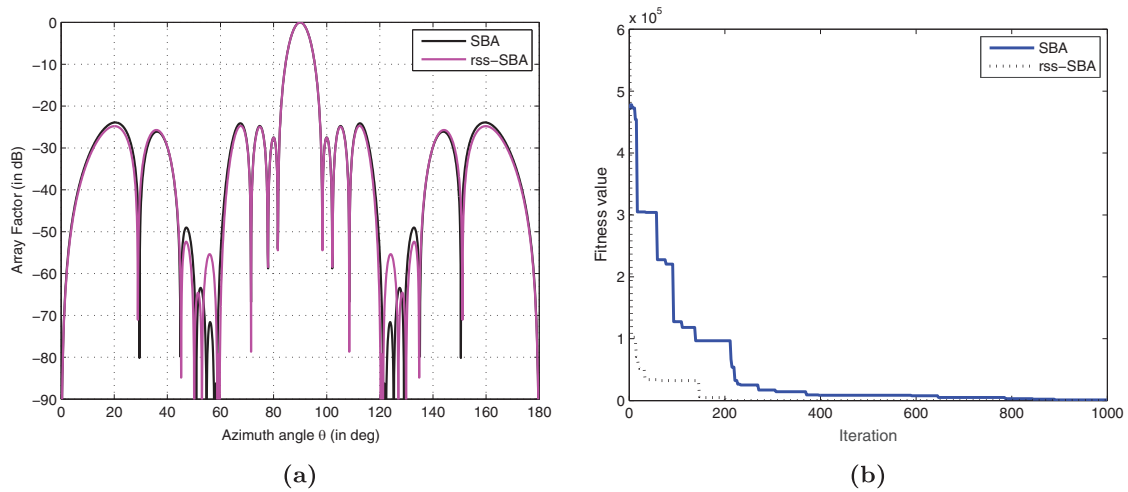 0
−10
−20
−30
−40
−50
−60
−70
−80
−90
0 20 40 60 80 100 120 140 160 180
Azimuth angle θ (in deg)
Array Factor (in dB)
SBA
rss−SBA
(a)
x 10^5
6
5
4
3
2
1
0
0 200 400 600 800 1000
Iteration
Fitness value
SBA
rss−SBA
(b)